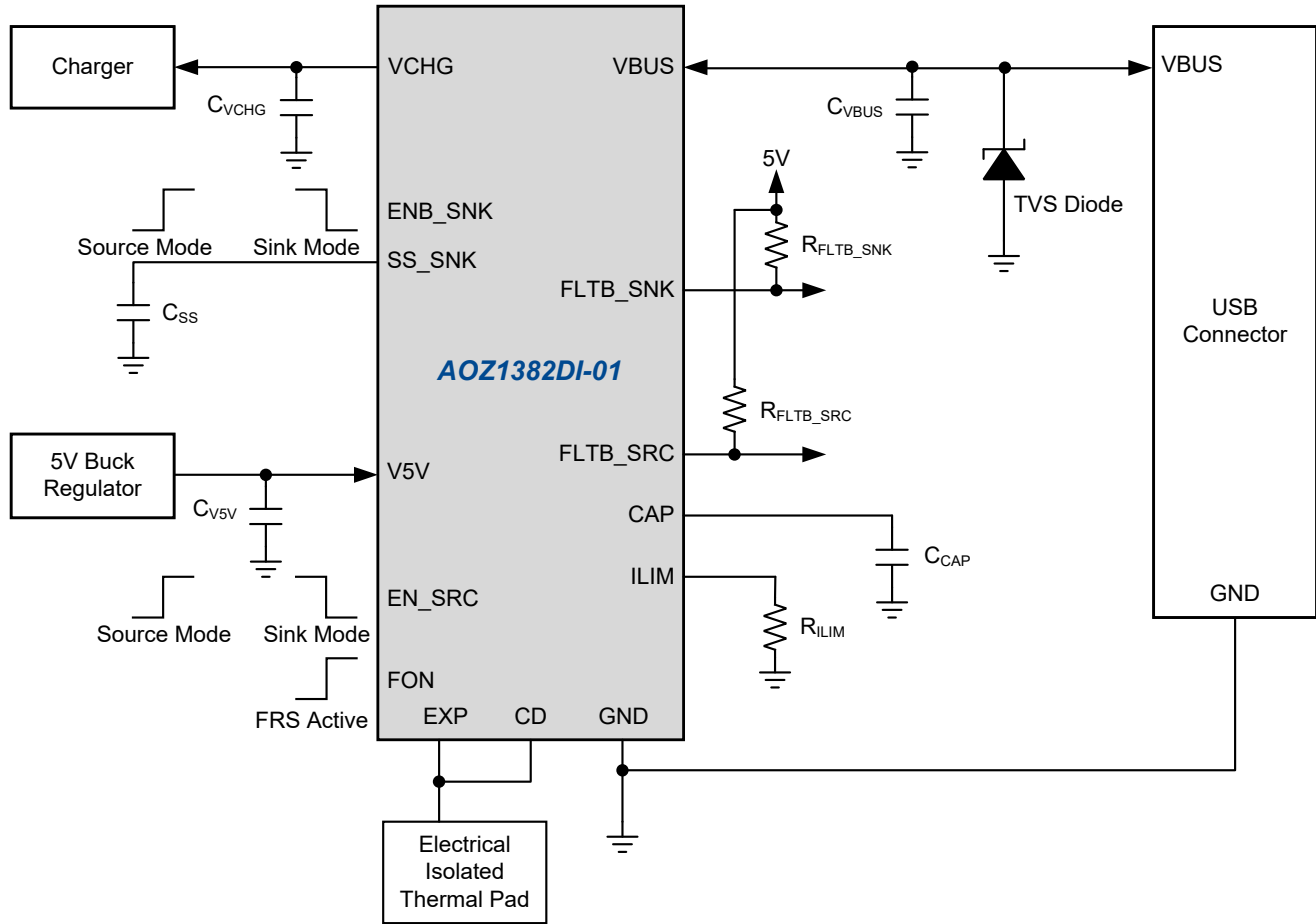 Charger
VCHG
VBUS
VBUS
CVCHG
CVBUS
5V
TVS Diode
ENB_SNK
Source Mode
Sink Mode
SS_SNK
RFLTB_SNK
FLTB_SNK
CSS
USB
Connector
AOZ1382DI-01
RFLTB_SRC
5V Buck
Regulator
V5V
FLTB_SRC
CV5V
CAP
CCAP
ILIM
EN_SRC
GND
Source Mode
Sink Mode
RILIM
FON
FRS Active
EXP
CD
GND
Electrical
Isolated
Thermal Pad